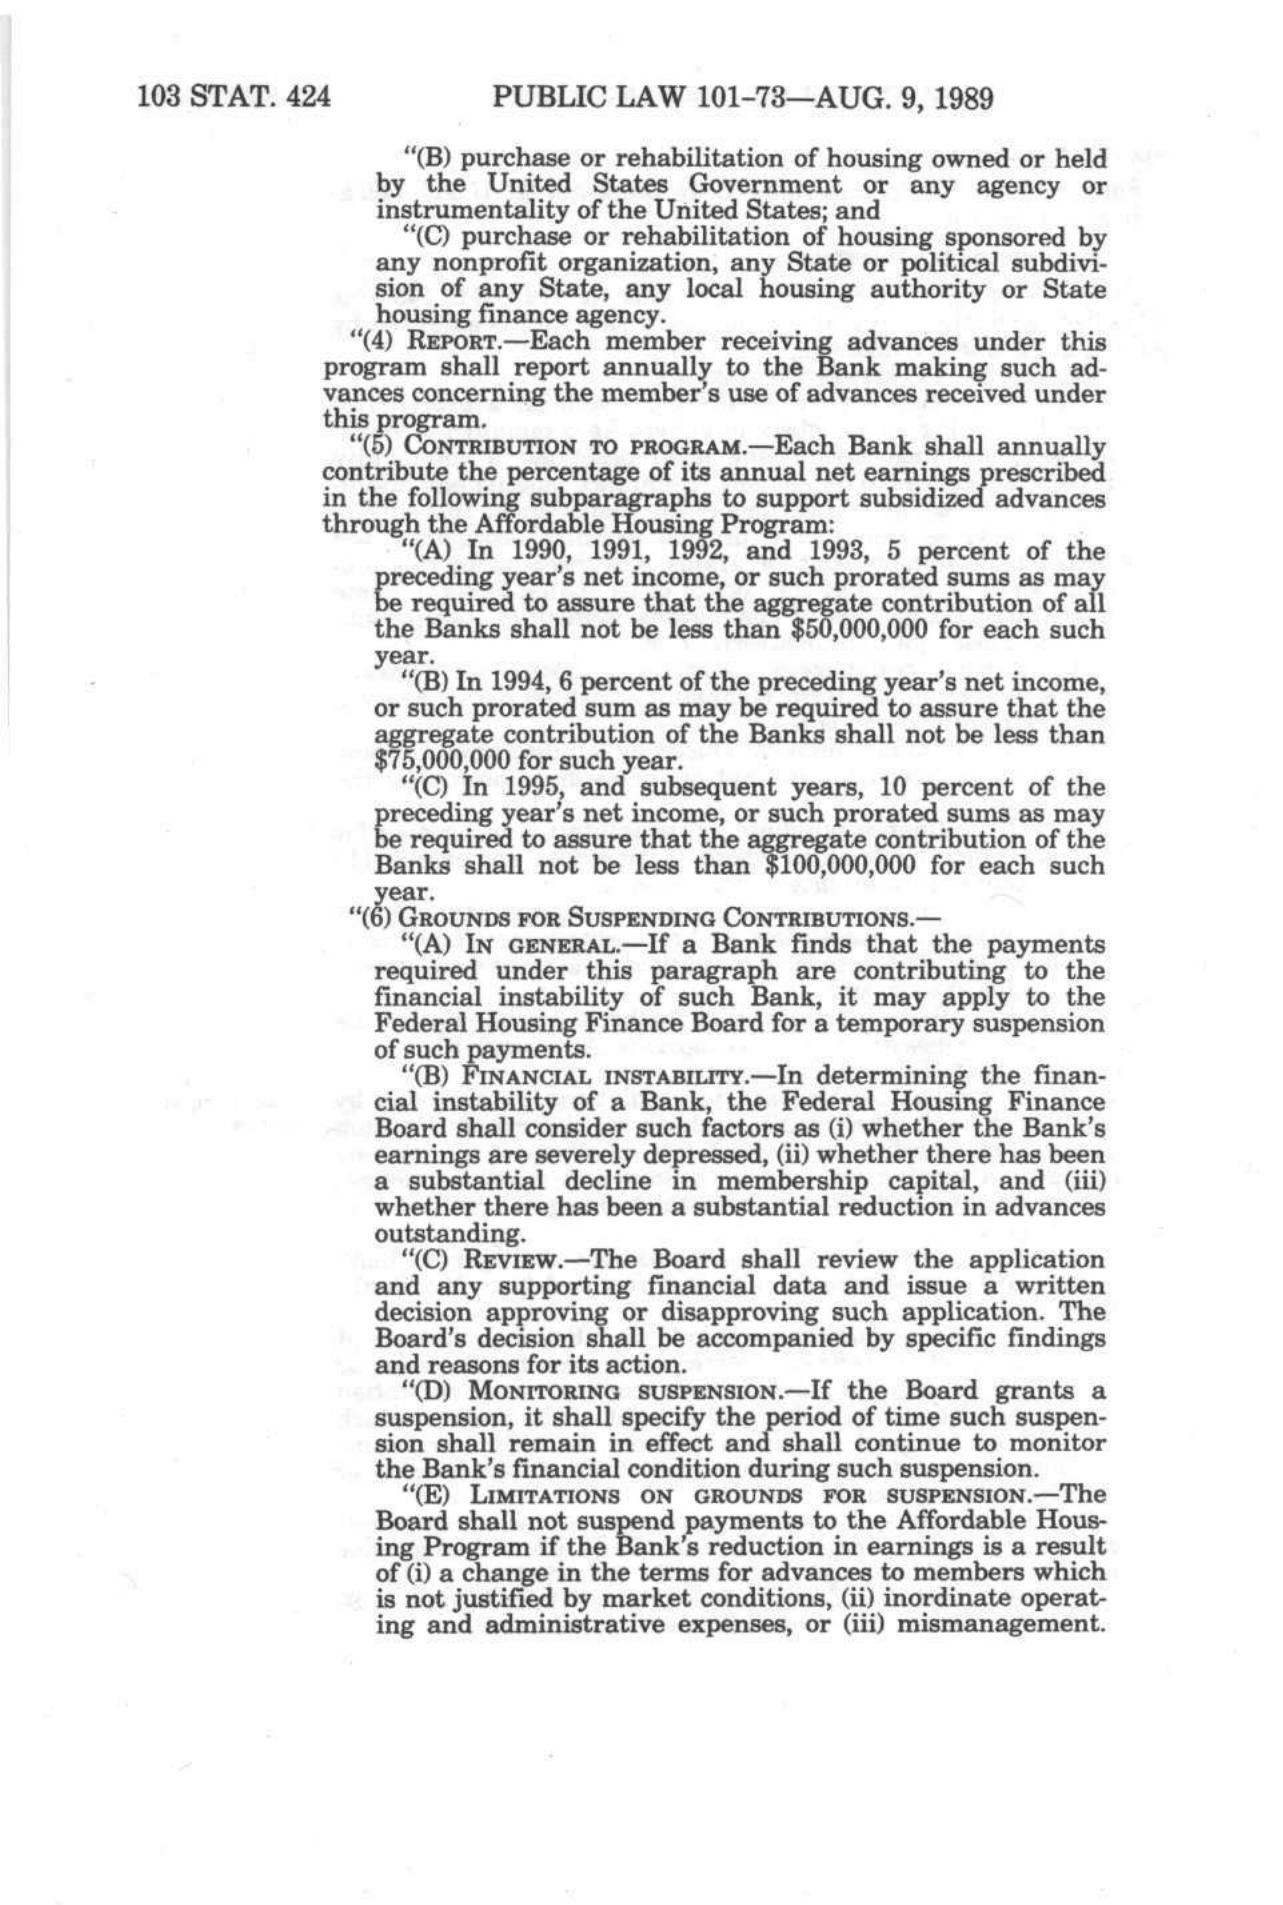 103 STAT. 424 PUBLIC LAW 101-73—AUG. 9, 1989
“(B) purchase or rehabilitation of housing owned or held
by the United States Government or any agency or
instrumentality of the United States; and
“(C) purchase or rehabilitation of housing sponsored by
any nonprofit organization, any State or political subdivi-
sion of any State, any local housing authority or State
housing finance agency.
“(4) REPORT.—Each member receiving advances under this
program shall report annually to the Bank making such ad-
vances concerning the member's use of advances received under
this program.
“(5) CONTRIBUTION TO PROGRAM.—Each Bank shall annually
contribute the percentage of its annual net earnings prescribed
in the following subparagraphs to support subsidized advances
through the Affordable Housing Program:
“(A) In 1990, 1991, 1992, and 1993, 5 percent of the
preceding year's net income, or such prorated sums as may
be required to assure that the aggregate contribution of all
the Banks shall not be less than $50,000,000 for each such
year.
“(B) In 1994, 6 percent of the preceding year's net income,
or such prorated sum as may be required to assure that the
aggregate contribution of the Banks shall not be less than
$75,000,000 for such year.
“(C) In 1995, and subsequent years, 10 percent of the
preceding year's net income, or such prorated sums as may
be required to assure that the aggregate contribution of the
Banks shall not be less than $100,000,000 for each such
year.
“(6) GROUNDS FOR SUSPENDING CONTRIBUTIONS.—
“(A) IN GENERAL.—If a Bank finds that the payments
required under this paragraph are contributing to the
financial instability of such Bank, it may apply to the
Federal Housing Finance Board for a temporary suspension
of such payments.
“(B) FINANCIAL INSTABILITY.—In determining the finan-
cial instability of a Bank, the Federal Housing Finance
Board shall consider such factors as (i) whether the Bank's
earnings are severely depressed, (ii) whether there has been
a substantial decline in membership capital, and (iii)
whether there has been a substantial reduction in advances
outstanding.
“(C) REVIEW.—The Board shall review the application
and any supporting financial data and issue a written
decision approving or disapproving such application. The
Board's decision shall be accompanied by specific findings
and reasons for its action.
“(D) MONITORING SUSPENSION.—If the Board grants a
suspension, it shall specify the period of time such suspen-
sion shall remain in effect and shall continue to monitor
the Bank's financial condition during such suspension.
“(E) LIMITATIONS ON GROUNDS FOR SUSPENSION.—The
Board shall not suspend payments to the Affordable Hous-
ing Program if the Bank's reduction in earnings is a result
of (i) a change in the terms for advances to members which
is not justified by market conditions, (ii) inordinate operat-
ing and administrative expenses, or (iii) mismanagement.